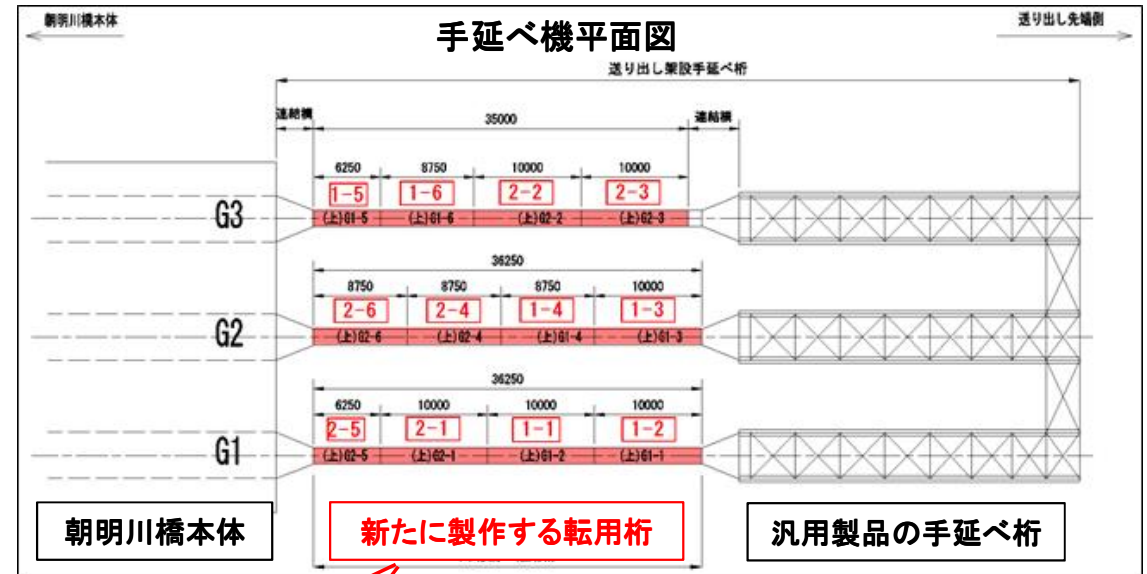 朝明川橋本体
手延べ機平面図
送り出し先端側
送り出し架設手延べ桁
連結構
35000
連結構
6250 8750 10000 10000
1-5 1-6 2-2 2-3
G3 (上)G1-5 (上)G1-6 (上)G2-2 (上)G2-3
36250
8750 8750 8750 10000
2-6 2-4 1-4 1-3
G2 (上)G2-6 (上)G2-4 (上)G1-4 (上)G1-3
36250
6250 10000 10000 10000
2-5 2-1 1-1 1-2
G1 (上)G2-5 (上)G2-1 (上)G1-2 (上)G1-1
朝明川橋本体 新たに製作する転用桁 汎用製品の手延べ桁